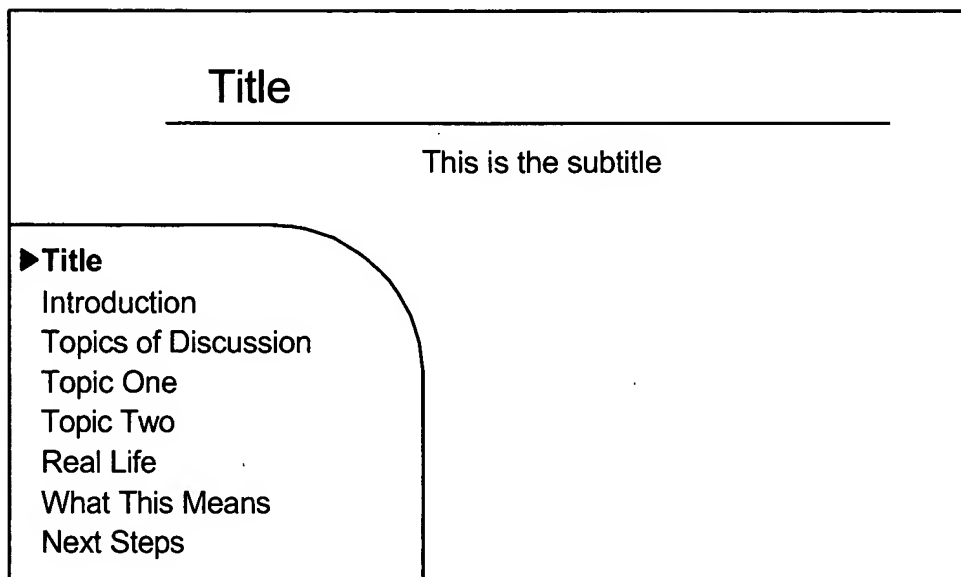 Title
This is the subtitle
▶Title
Introduction
Topics of Discussion
Topic One
Topic Two
Real Life
What This Means
Next Steps